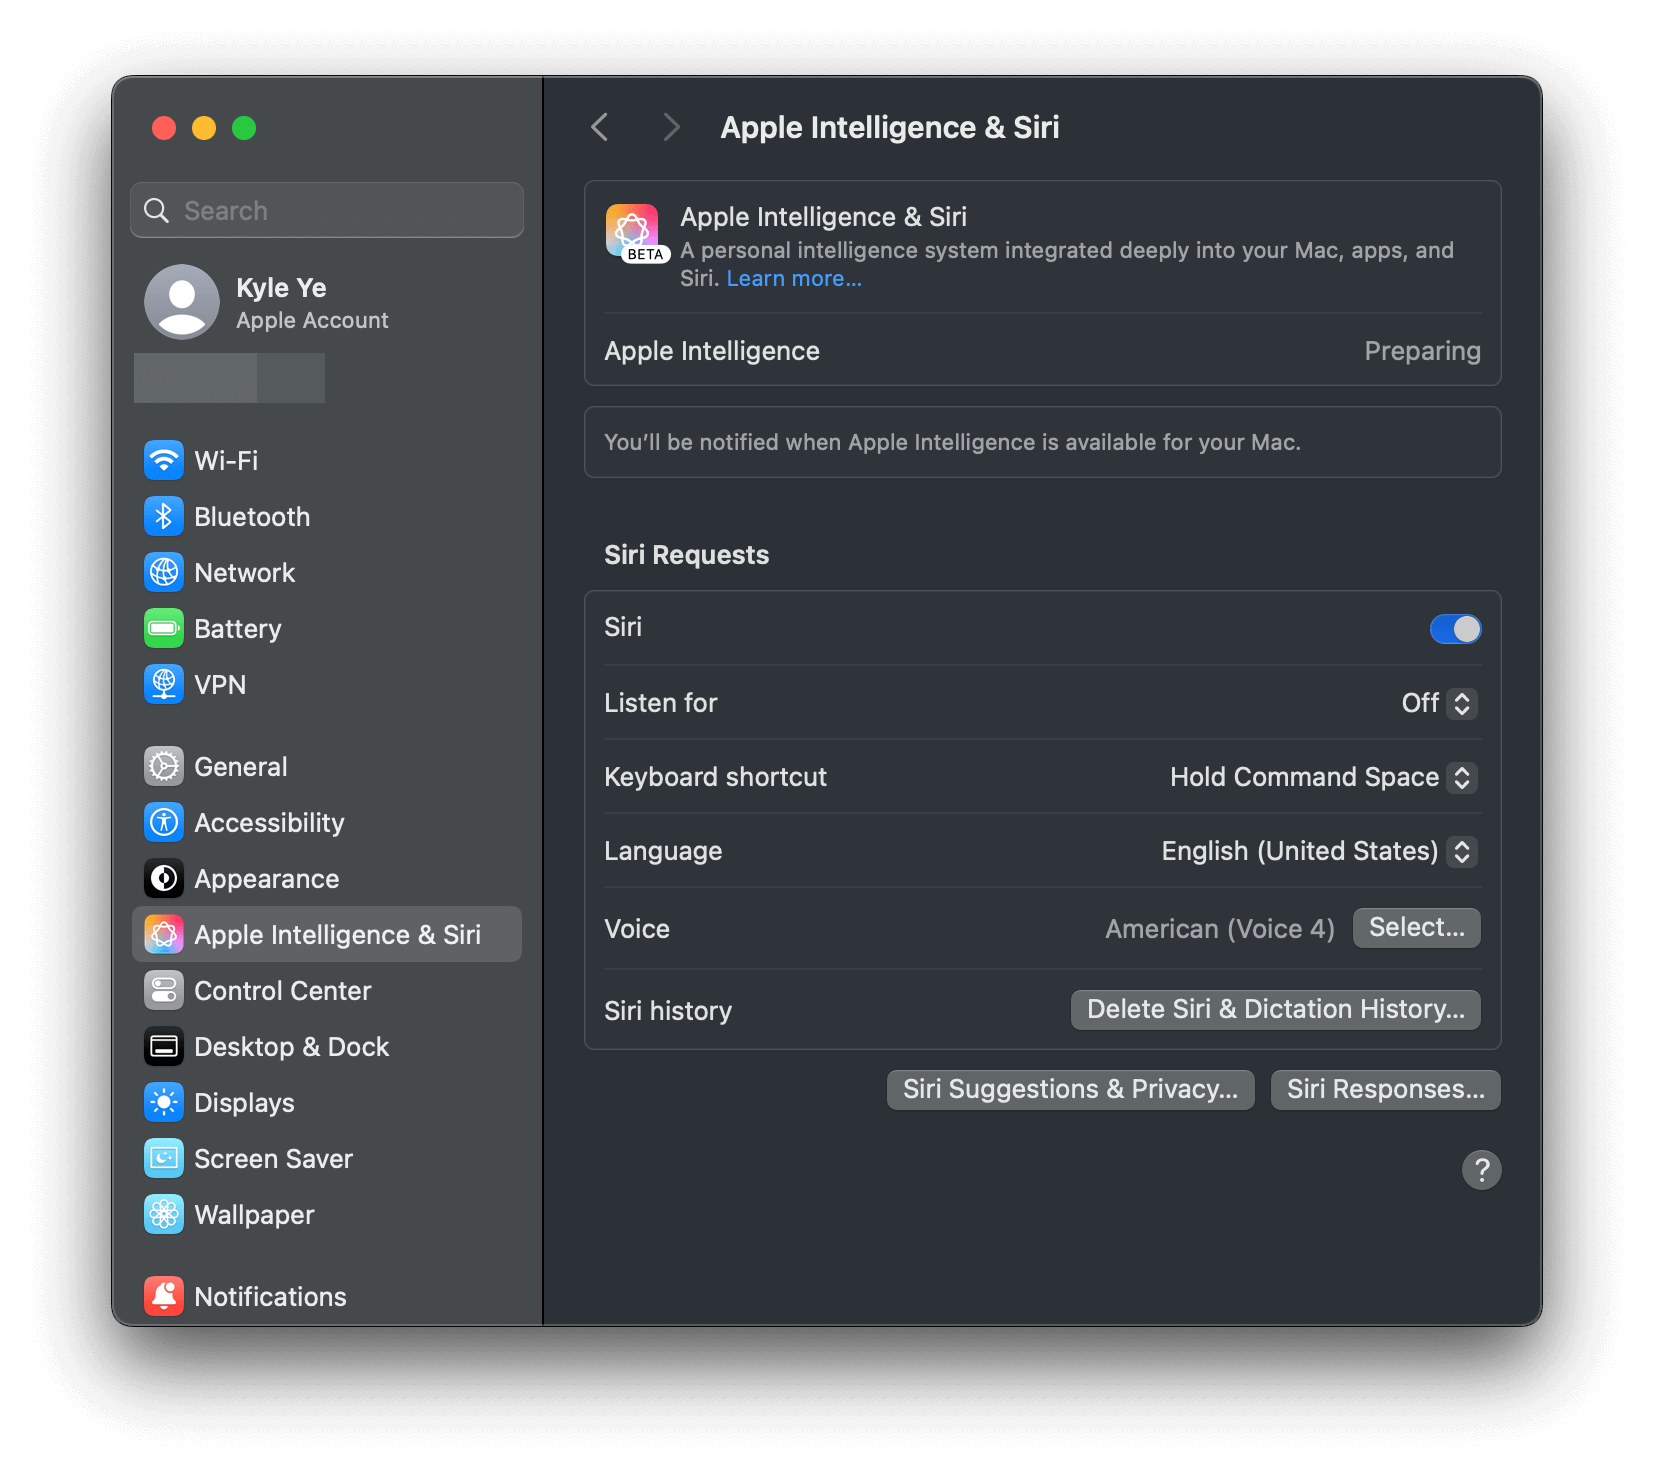 Search
Kyle Ye
Apple Account
Wi-Fi
Bluetooth
Network
Battery
VPN
General
Accessibility
Appearance
Apple Intelligence & Siri
Control Center
Desktop & Dock
Displays
Screen Saver
Wallpaper
Notifications
Apple Intelligence & Siri
BETA
Apple Intelligence & Siri
A personal intelligence system integrated deeply into your Mac, apps, and
Siri. Learn more...
Apple Intelligence Preparing
You’ll be notified when Apple Intelligence is available for your Mac.
Siri Requests
Siri
Listen for Off
Keyboard shortcut Hold Command Space
Language English (United States)
Voice American (Voice 4) Select...
Siri history Delete Siri & Dictation History...
Siri Suggestions & Privacy... Siri Responses...
?